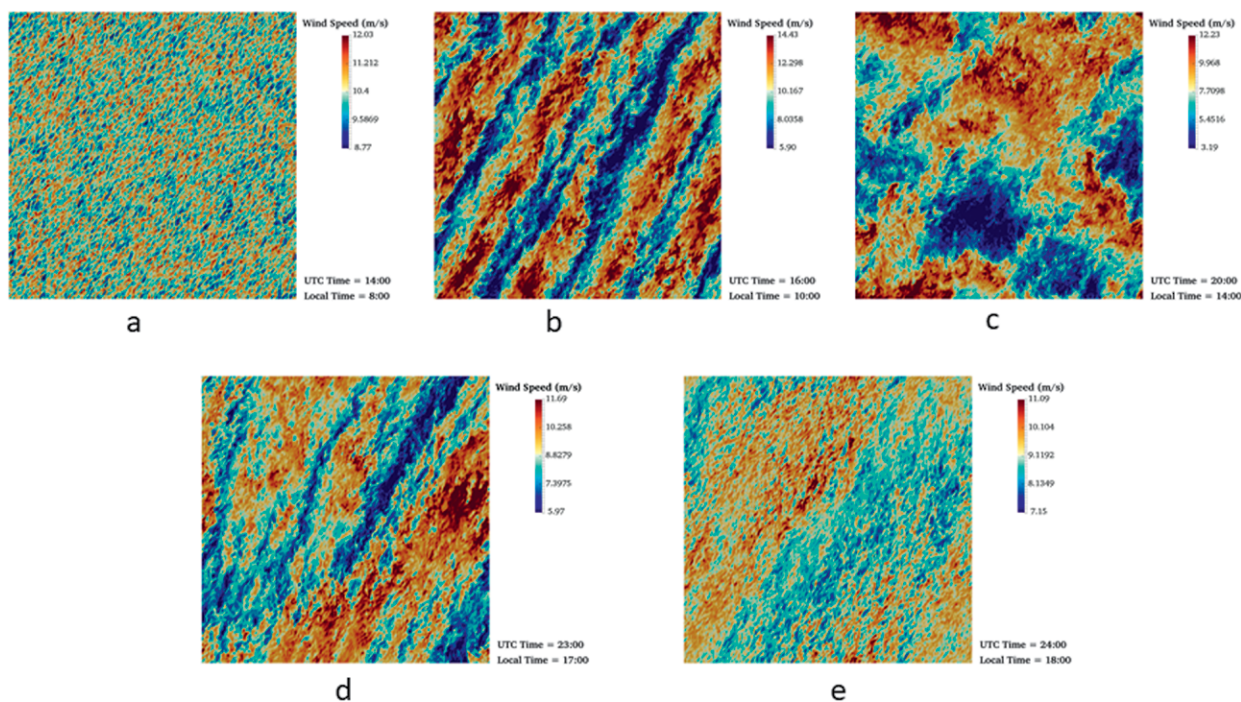 Wind Speed (m/s)
12.03
11.212
10.4
9.5869
8.77
UTC Time = 14:00
Local Time = 8:00
a
Wind Speed (m/s)
14.43
12.298
10.167
8.0358
5.90
UTC Time = 16:00
Local Time = 10:00
b
Wind Speed (m/s)
12.23
9.968
7.7098
5.4516
3.19
UTC Time = 20:00
Local Time = 14:00
c
Wind Speed (m/s)
11.69
10.258
8.8279
7.3975
5.97
UTC Time = 23:00
Local Time = 17:00
d
Wind Speed (m/s)
11.09
10.104
9.1192
8.1349
7.15
UTC Time = 24:00
Local Time = 18:00
e